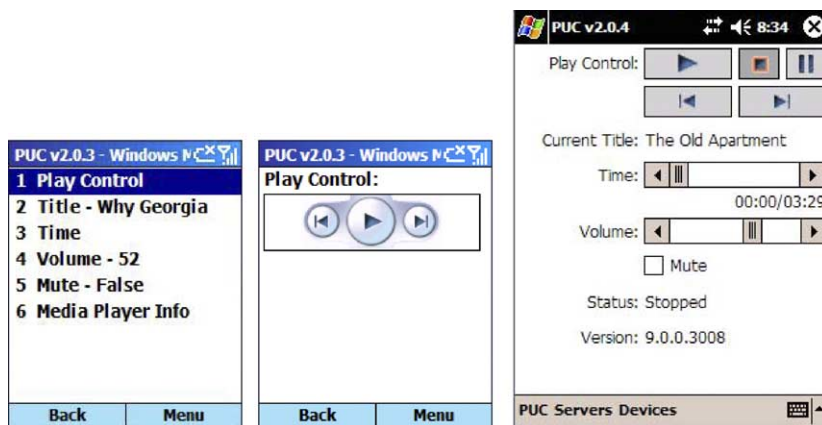 PUC v2.0.3 - Windows M
1 Play Control
2 Title - Why Georgia
3 Time
4 Volume - 52
5 Mute - False
6 Media Player Info
Back Menu
PUC v2.0.3 - Windows M
Play Control:
Back Menu
PUC v2.0.4 8:34
Play Control:
Current Title: The Old Apartment
Time:
00:00/03:29
Volume:
Mute
Status: Stopped
Version: 9.0.0.3008
PUC Servers Devices